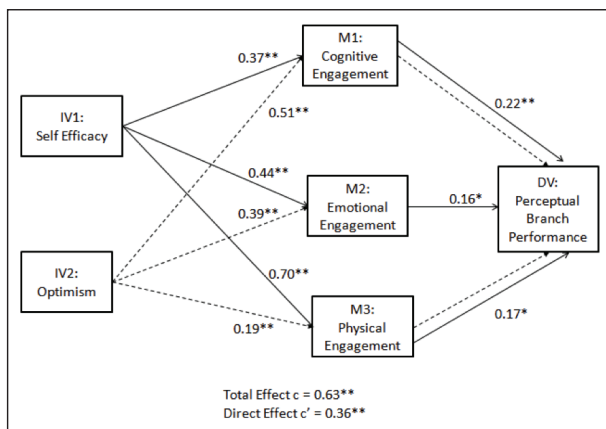 M1:
Cognitive
Engagement
0.37**
0.51**
0.22**
IV1:
Self Efficacy
0.44**
M2:
Emotional
Engagement
0.39**
0.16*
DV:
Perceptual
Branch
Performance
IV2:
Optimism
0.70**
0.19**
M3:
Physical
Engagement
0.17*
Total Effect c = 0.63**
Direct Effect c’ = 0.36**